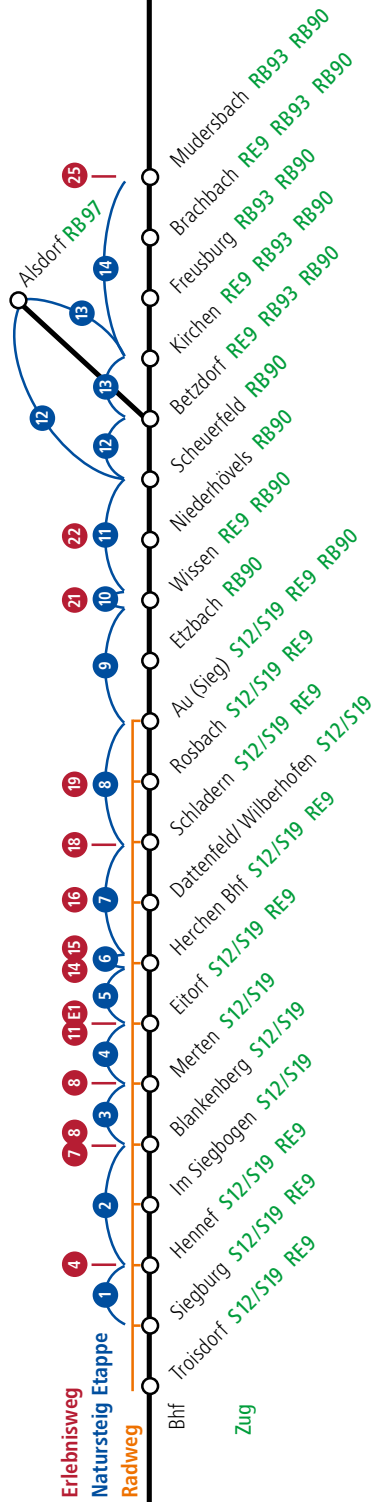 Erlebnisweg
4
7
8
8
11
E1
14
15
16
18
19
21
22
25
Natursteig Etappe
1
2
3
4
5
6
7
8
9
10
11
12
13
14
12
13
Radweg
Bhf
Zug
Troisdorf S12/S19 RE9
Siegburg S12/S19 RE9
Hennef S12/S19 RE9
Im Siegbogen S12/S19
Blankenberg S12/S19
Merten S12/S19
Eitorf S12/S19 RE9
Herchen Bhf S12/S19 RE9
Dattenfeld/ Wilberhofen S12/S19
Schladern S12/S19 RE9
Rosbach S12/S19 RE9
Au (Sieg) S12/S19 RE9 RB90
Etzbach RB90
Wissen RE9 RB90
Niederhövels RB90
Scheuerfeld RB90
Betzdorf RE9 RB93 RB90
Kirchen RE9 RB93 RB90
Freusburg RB93 RB90
Brachbach RE9 RB93 RB90
Mudersbach RB93 RB90
Alsdorf RB97